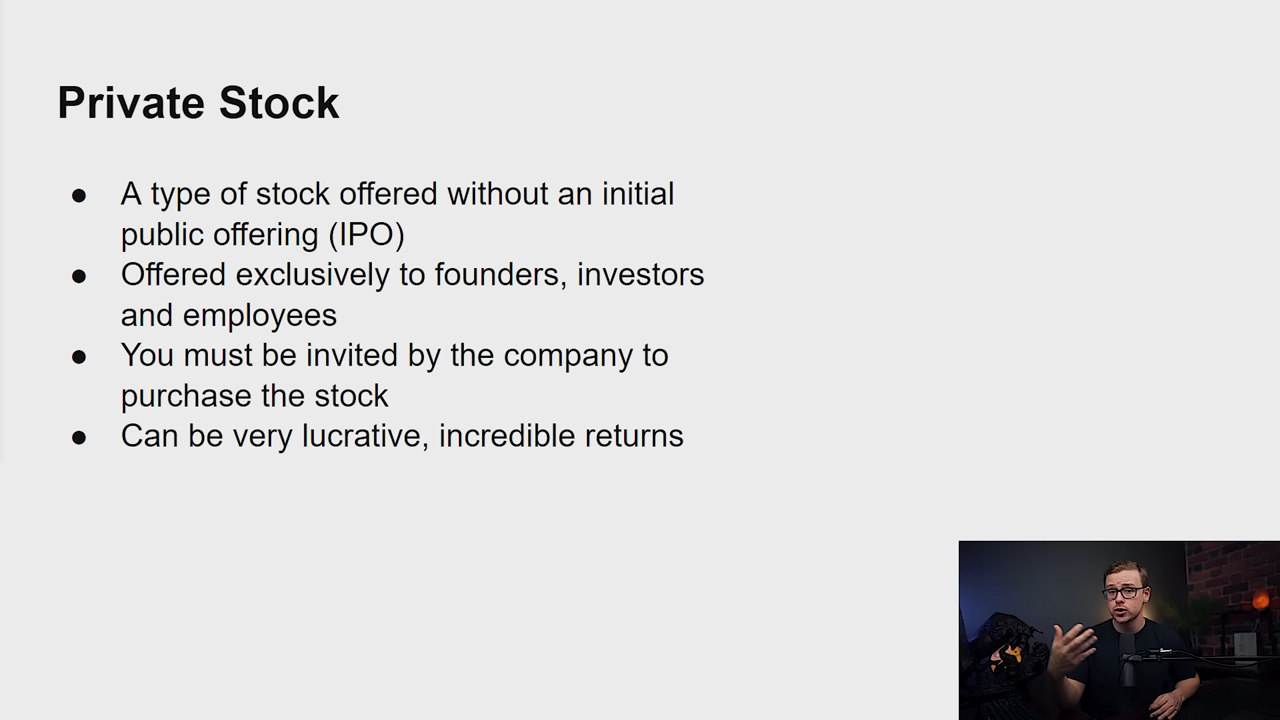 Private Stock
● A type of stock offered without an initial
public offering (IPO)
● Offered exclusively to founders, investors
and employees
● You must be invited by the company to
purchase the stock
● Can be very lucrative, incredible returns